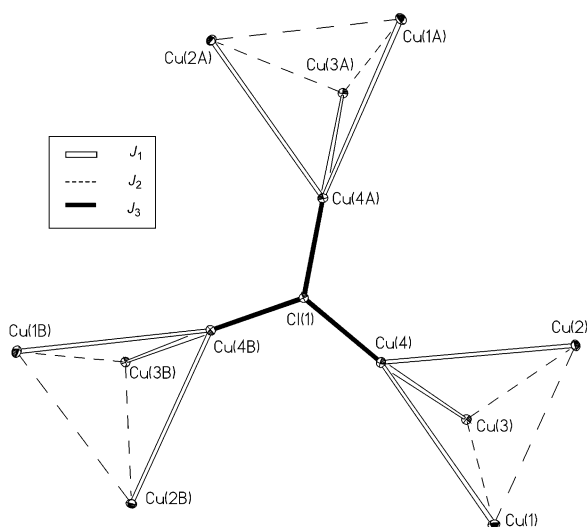 Cu(1A)
Cu(2A)
Cu(3A)
J₁
J₂
J₃
Cu(4A)
Cl(1)
Cu(1B)
Cu(4B)
Cu(4)
Cu(2)
Cu(3B)
Cu(3)
Cu(2B)
Cu(1)